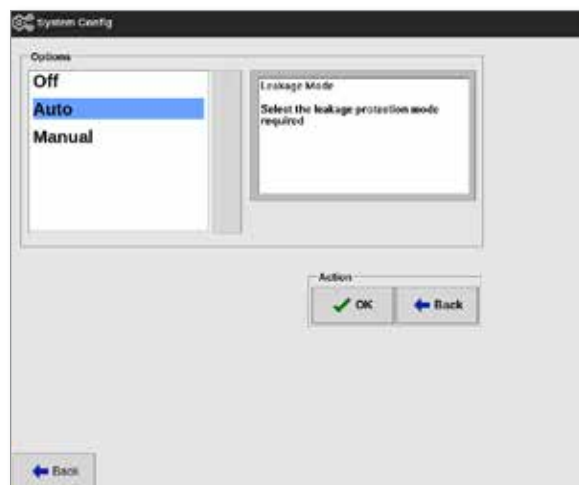 System Config
Options
Off
Auto
Manual
Leakage Mode
Select the leakage protection mode
required
Action
OK
Back
Back